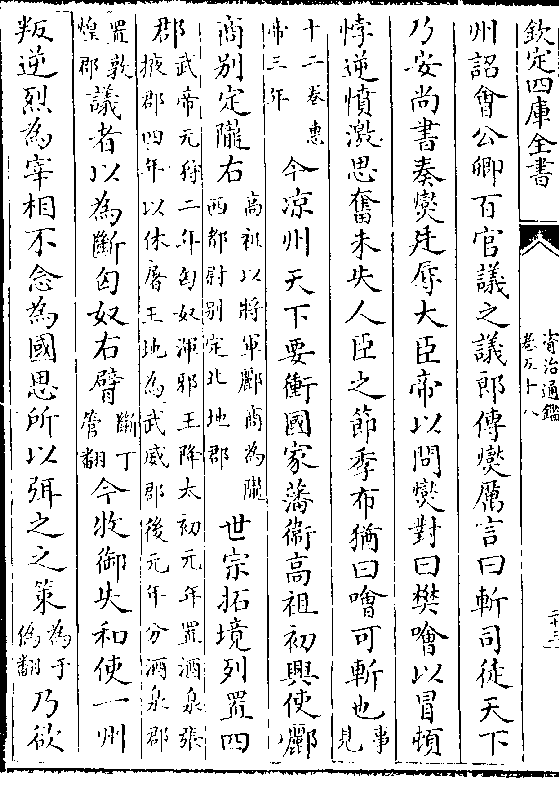 欽定四庫全書
資治通鑑
卷五十八
二十三
州詔會公卿百官議之議郎傅燮厲言曰斬司徒天下
乃安尚書奏燮廷辱大臣帝以問燮對曰樊噲以冒頓
悖逆憤激思奮未失人臣之節季布猶曰噲可斬也事見
十二卷惠帝三年今凉州天下要衝國家藩衛高祖初興使酈
商别定隴右高祖以將軍酈商為隴西都尉别定北地郡世宗拓境列置四
郡武帝元狩二年匈奴渾邪王降太初元年置酒泉張掖郡四年以休屠王地為武威郡後元年分酒泉郡
置敦煌郡議者以為斷匈奴右臂斷丁管翻今牧御失和使一州
叛逆烈為宰相不念為國思所以弭之之策為于偽翻乃欲